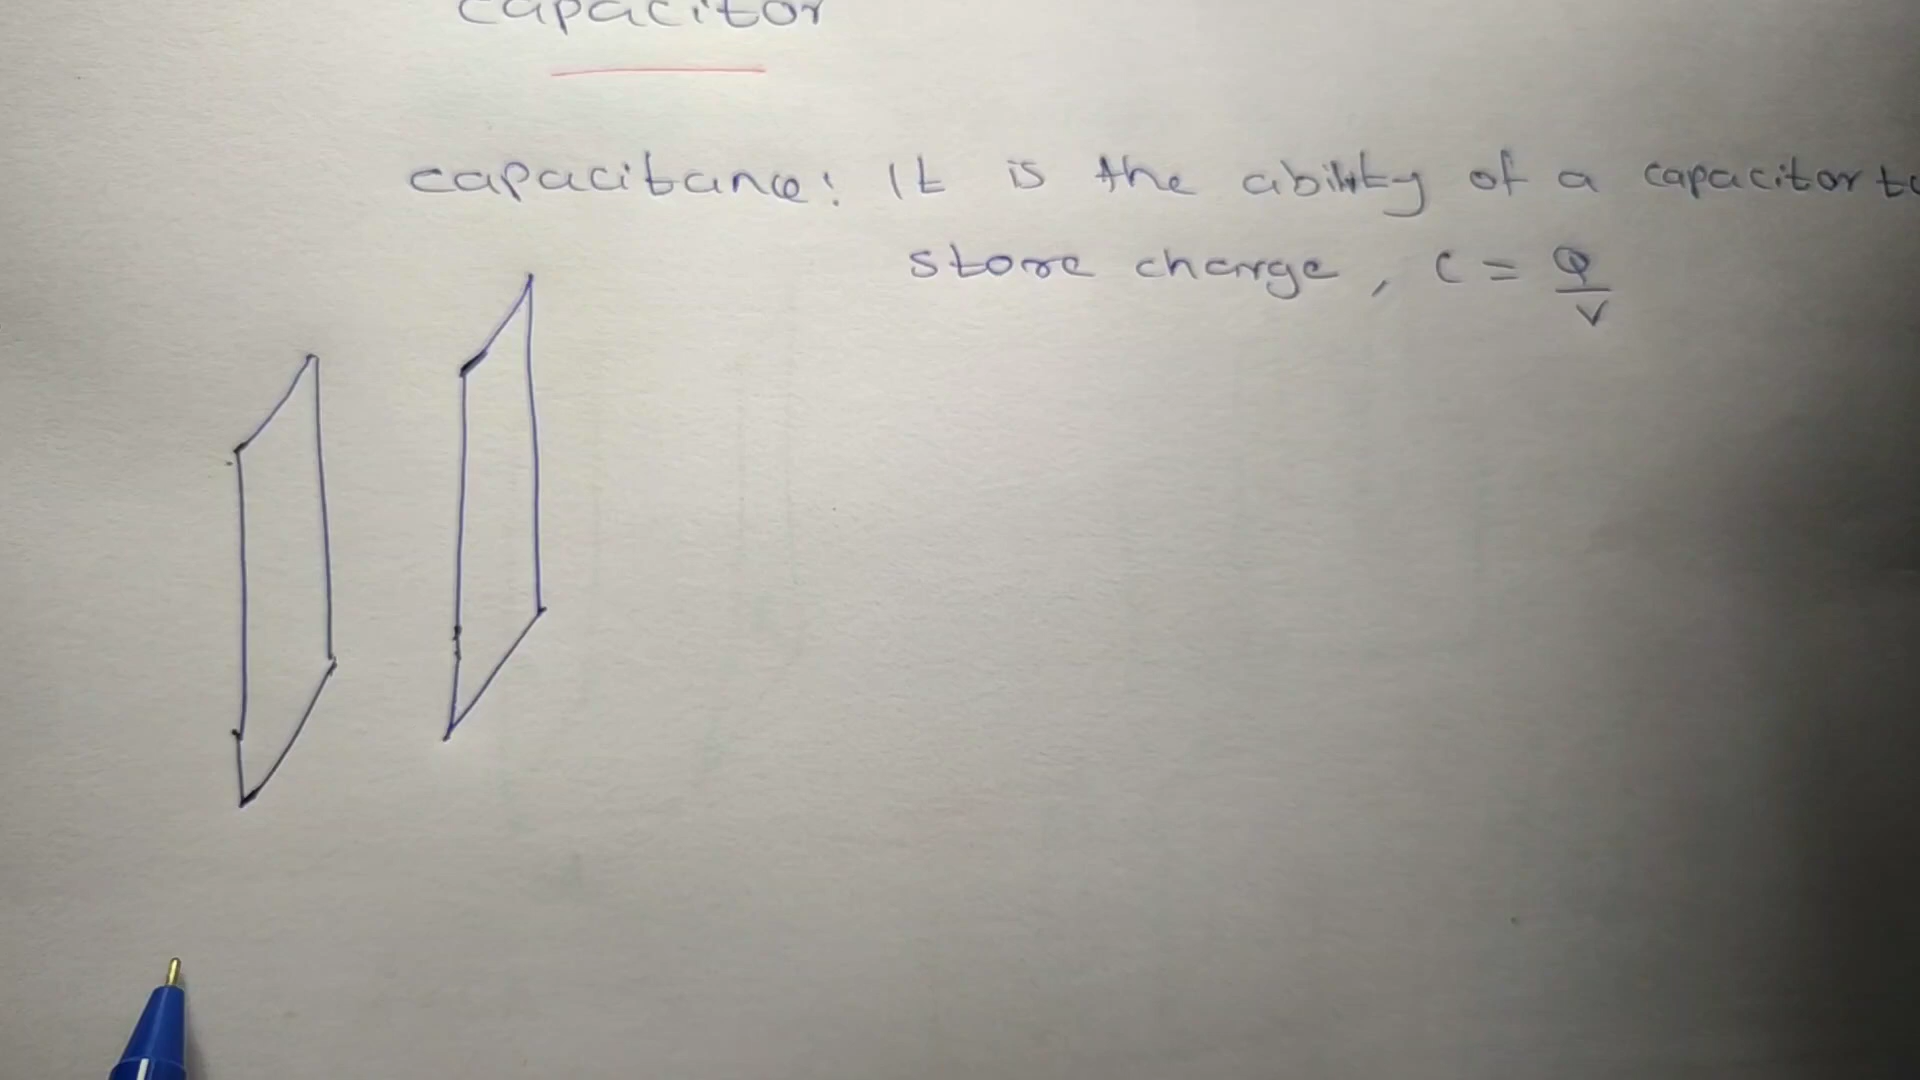 capacitor
capacitance: It is the ability of a capacitor to
store charge, C = Q/V